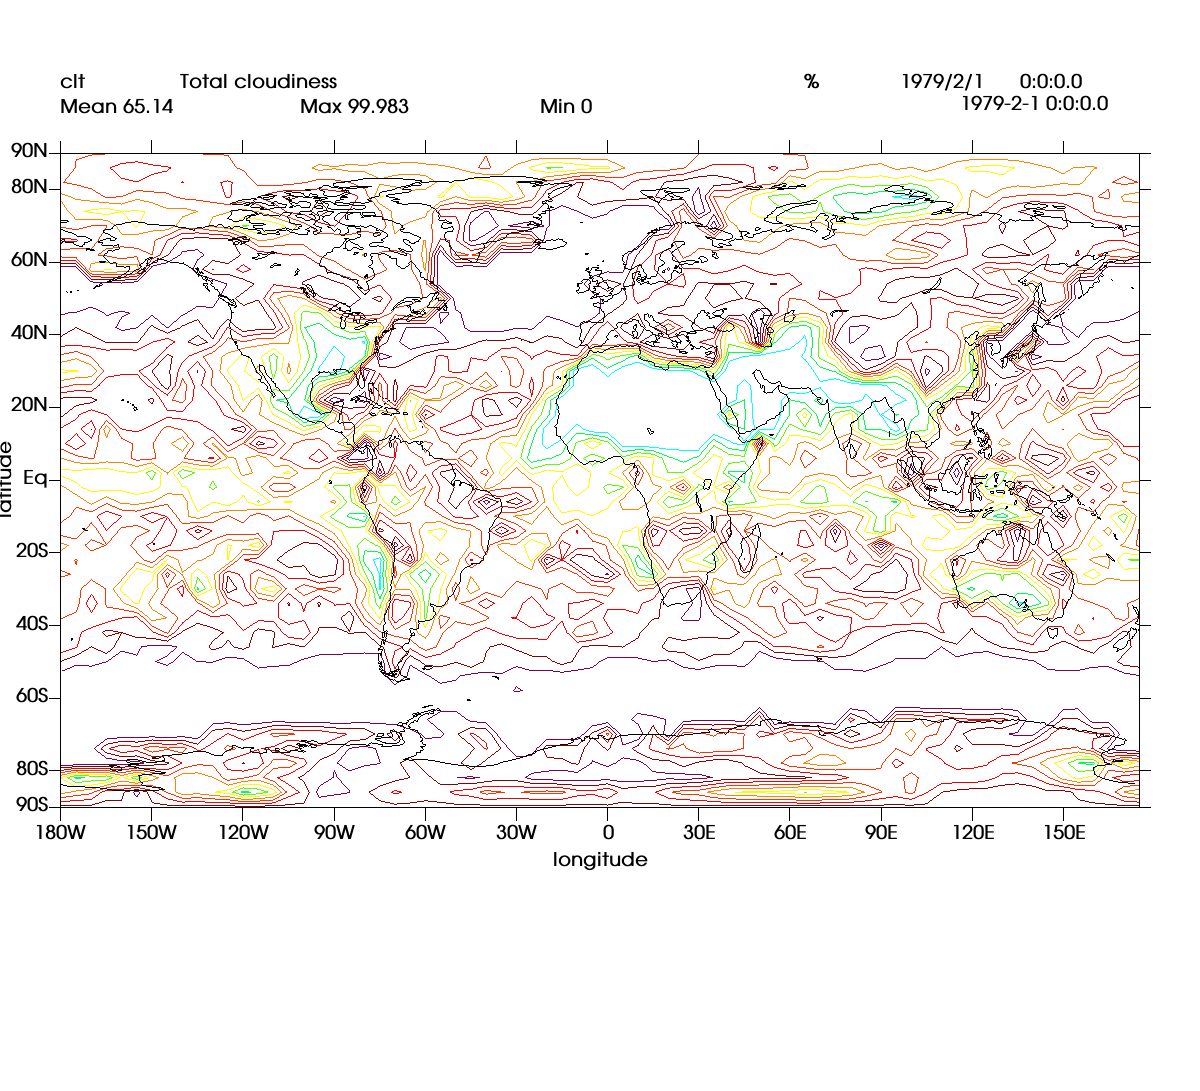 clt Total cloudiness % 1979/2/1 0:0:0.0
Mean 65.14 Max 99.983 Min 0 1979-2-1 0:0:0.0
90N
80N
60N
40N
20N
Eq
20S
40S
60S
80S
90S
latitude
180W 150W 120W 90W 60W 30W 0 30E 60E 90E 120E 150E
longitude